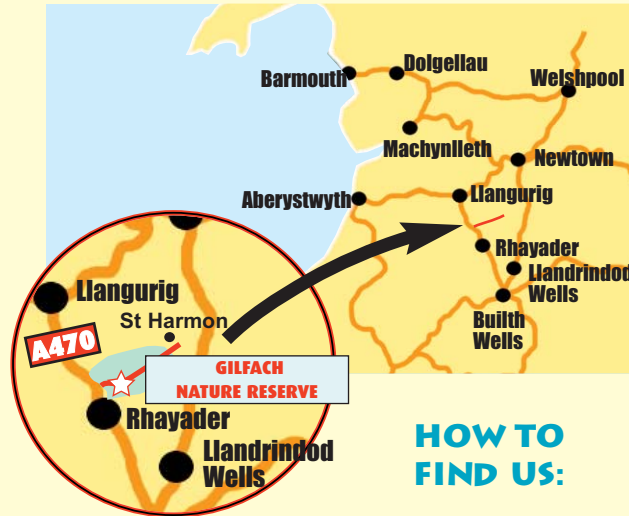 Barmouth
Dolgellau
Welshpool
Machynlleth
Newtown
Aberystwyth
Llangurig
Rhayader
Llandrindod
Wells
Builth
Wells
Llangurig
St Harmon
A470
GILFACH
NATURE RESERVE
Rhayader
Llandrindod
Wells
HOW TO
FIND US: